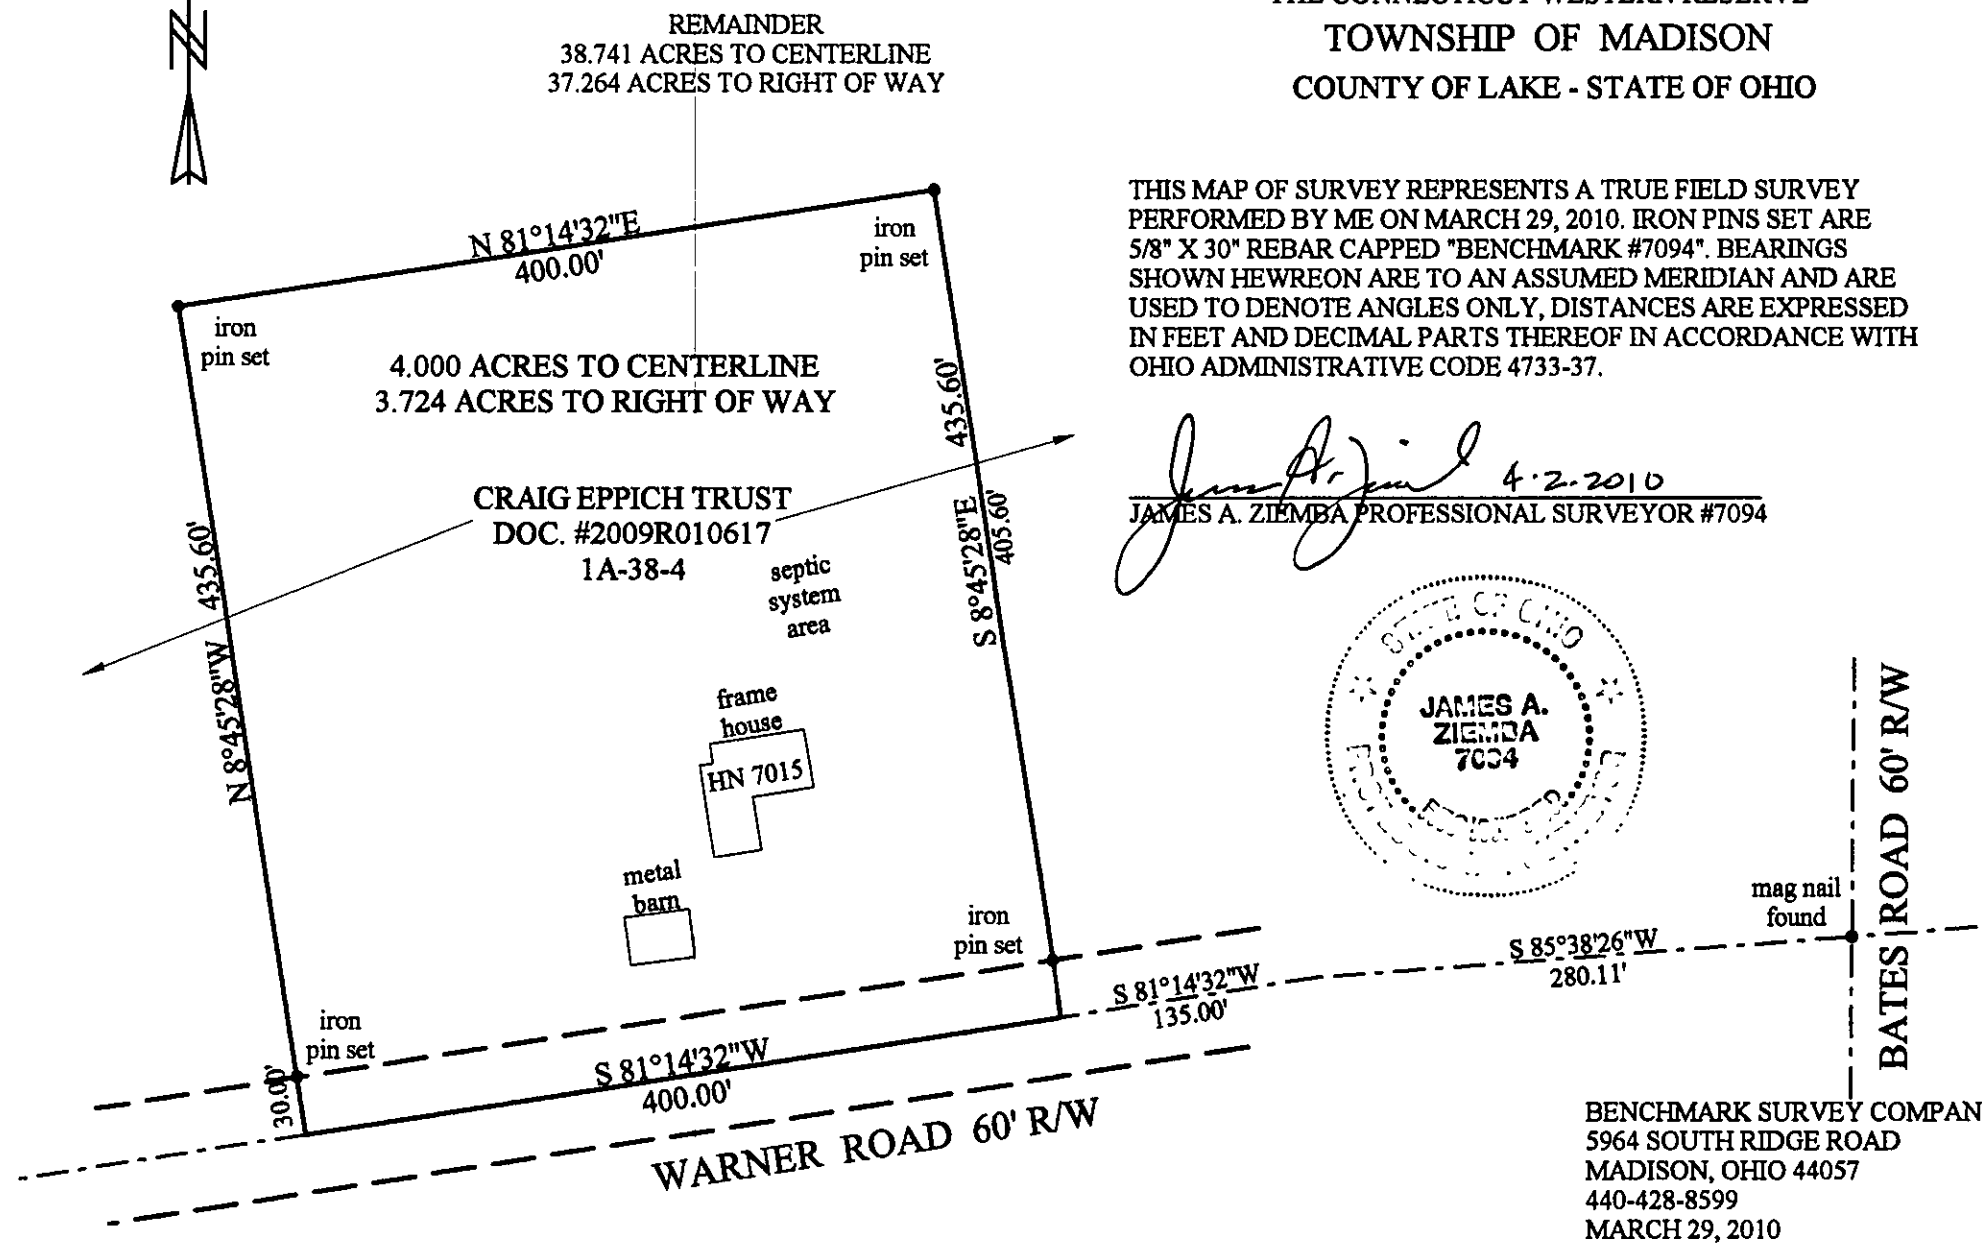 N
REMAINDER
38.741 ACRES TO CENTERLINE
37.264 ACRES TO RIGHT OF WAY
THE CONNECTICUT WESTERN RESERVE
TOWNSHIP OF MADISON
COUNTY OF LAKE - STATE OF OHIO
THIS MAP OF SURVEY REPRESENTS A TRUE FIELD SURVEY
PERFORMED BY ME ON MARCH 29, 2010. IRON PINS SET ARE
5/8" X 30" REBAR CAPPED "BENCHMARK #7094". BEARINGS
SHOWN HEWREON ARE TO AN ASSUMED MERIDIAN AND ARE
USED TO DENOTE ANGLES ONLY, DISTANCES ARE EXPRESSED
IN FEET AND DECIMAL PARTS THEREOF IN ACCORDANCE WITH
OHIO ADMINISTRATIVE CODE 4733-37.
4.2.2010
JAMES A. ZIEMBA PROFESSIONAL SURVEYOR #7094
STATE OF OHIO
JAMES A.
ZIEMBA
7094
N 81°14'32"E
400.00'
iron
pin set
iron
pin set
4.000 ACRES TO CENTERLINE
3.724 ACRES TO RIGHT OF WAY
CRAIG EPPICH TRUST
DOC. #2009R010617
1A-38-4
septic
system
area
435.60'
S 8°45'28"E
405.60'
N 8°45'28"W 435.60'
frame
house
HN 7015
metal
barn
iron
pin set
iron
pin set
30.00'
S 81°14'32"W
400.00'
S 81°14'32"W
135.00'
S 85°38'26"W
280.11'
mag nail
found
BATES ROAD 60' R/W
WARNER ROAD 60' R/W
BENCHMARK SURVEY COMPAN
5964 SOUTH RIDGE ROAD
MADISON, OHIO 44057
440-428-8599
MARCH 29, 2010